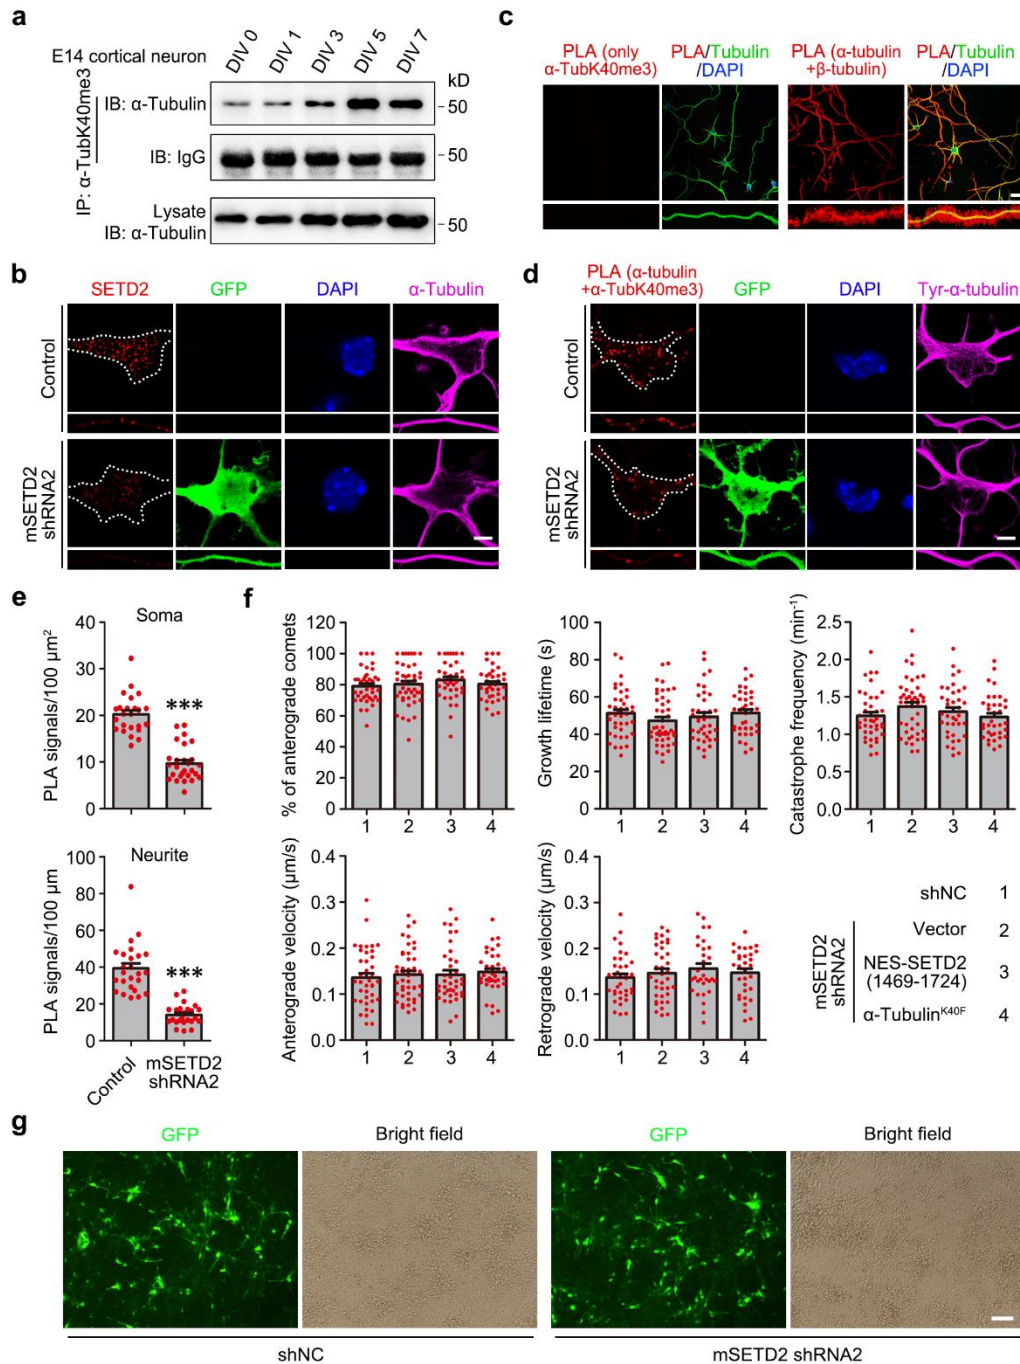 a
E14 cortical neuron
DIV 0
DIV 1
DIV 3
DIV 5
DIV 7
kD
IP: α-TubK40me3
IB: α-Tubulin
50
IB: IgG
50
Lysate
IB: α-Tubulin
50
c
PLA (only
α-TubK40me3)
PLA/Tubulin
/DAPI
PLA (α-tubulin
+β-tubulin)
PLA/Tubulin
/DAPI
b
SETD2
GFP
DAPI
α-Tubulin
Control
mSETD2
shRNA2
d
PLA (α-tubulin
+α-TubK40me3)
GFP
DAPI
Tyr-α-tubulin
Control
mSETD2
shRNA2
e
Soma
PLA signals/100 µm²
40
30
20
10
0
***
Neurite
PLA signals/100 µm
100
80
60
40
20
0
***
Control
mSETD2
shRNA2
f
% of anterograde comets
120
100
80
60
40
20
0
1 2 3 4
Growth lifetime (s)
100
80
60
40
20
0
1 2 3 4
Catastrophe frequency (min⁻¹)
2.5
2.0
1.5
1.0
0.5
0
1 2 3 4
Anterograde velocity (µm/s)
0.4
0.3
0.2
0.1
0.0
1 2 3 4
Retrograde velocity (µm/s)
0.4
0.3
0.2
0.1
0.0
1 2 3 4
shNC 1
mSETD2
shRNA2
Vector 2
NES-SETD2
(1469-1724) 3
α-Tubulinᴷ⁴⁰ꟳ 4
g
GFP
Bright field
GFP
Bright field
shNC
mSETD2 shRNA2